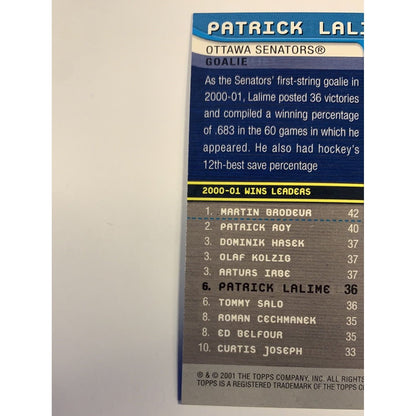 PATRICK LALI
OTTAWA SENATORS®
GOALIE
As the Senators' first-string goalie in
2000-01, Lalime posted 36 victories
and compiled a winning percentage
of .683 in the 60 games in which he
appeared. He also had hockey's
12th-best save percentage
2000-01 WINS LEADERS
1. MARTIN BRODEUR 42
2. PATRICK ROY 40
3. DOMINIK HASEK 37
3. OLAF KOLZIG 37
3. ARTURS IRBE 37
6. PATRICK LALIME 36
6. TOMMY SALO 36
8. ROMAN CECHMANEK 35
8. ED BELFOUR 35
10. CURTIS JOSEPH 33
® & © 2001 THE TOPPS COMPANY, INC. ALL RIGHTS
TOPPS IS A REGISTERED TRADEMARK OF THE TOPPS CO